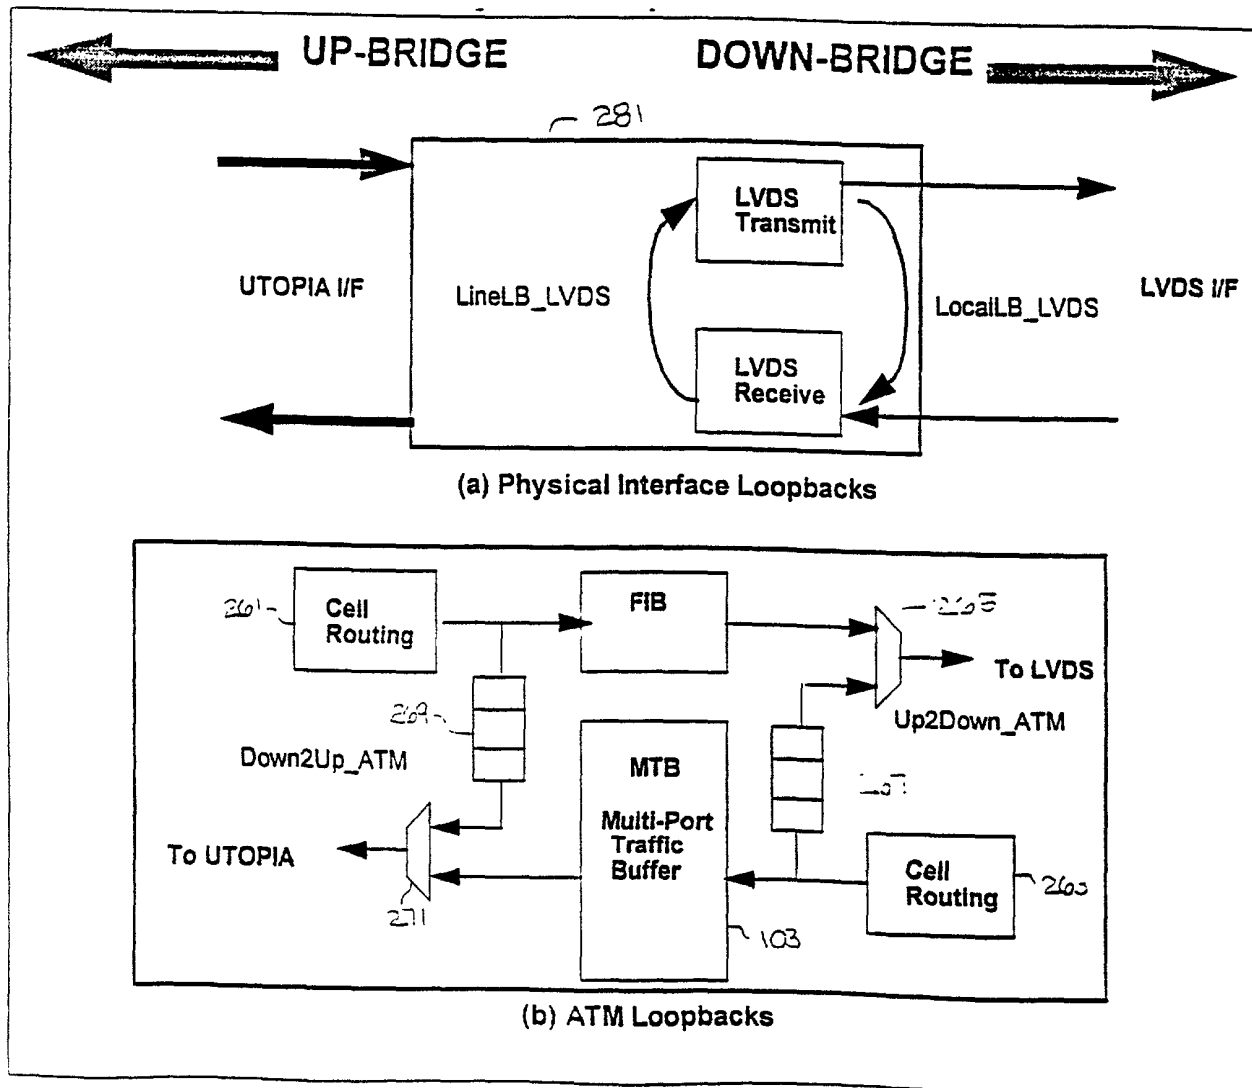 UP-BRIDGE
DOWN-BRIDGE
281
LVDS
Transmit
UTOPIA I/F
LineLB_LVDS
LocalLB_LVDS
LVDS I/F
LVDS
Receive
(a) Physical Interface Loopbacks
261
Cell
Routing
FIB
To LVDS
269
Up2Down_ATM
Down2Up_ATM
MTB
267
Multi-Port
Traffic
Buffer
To UTOPIA
Cell
Routing
271
103
(b) ATM Loopbacks